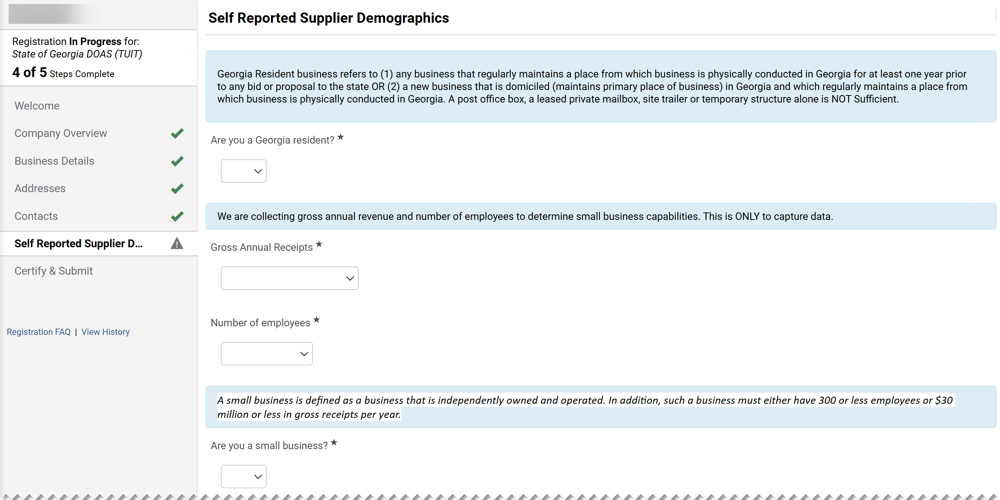 Registration In Progress for:
State of Georgia DOAS (TUIT)
4 of 5 Steps Complete
Welcome
Company Overview
Business Details
Addresses
Contacts
Self Reported Supplier D...
Certify & Submit
Registration FAQ | View History
Self Reported Supplier Demographics
Georgia Resident business refers to (1) any business that regularly maintains a place from which business is physically conducted in Georgia for at least one year prior
to any bid or proposal to the state OR (2) a new business that is domiciled (maintains primary place of business) in Georgia and which regularly maintains a place from
which business is physically conducted in Georgia. A post office box, a leased private mailbox, site trailer or temporary structure alone is NOT Sufficient.
Are you a Georgia resident? ★
We are collecting gross annual revenue and number of employees to determine small business capabilities. This is ONLY to capture data.
Gross Annual Receipts ★
Number of employees ★
A small business is defined as a business that is independently owned and operated. In addition, such a business must either have 300 or less employees or $30
million or less in gross receipts per year.
Are you a small business? ★